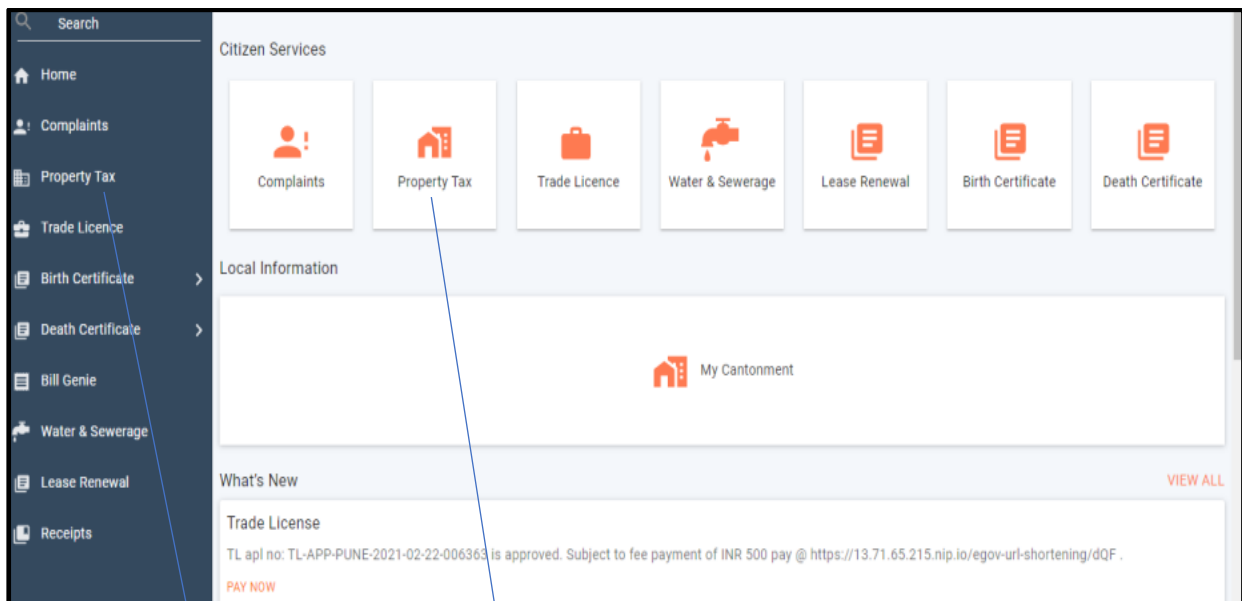 Search
Home
Complaints
Property Tax
Trade Licence
Birth Certificate
Death Certificate
Bill Genie
Water & Sewerage
Lease Renewal
Receipts
Citizen Services
Complaints
Property Tax
Trade Licence
Water & Sewerage
Lease Renewal
Birth Certificate
Death Certificate
Local Information
My Cantonment
What's New
VIEW ALL
Trade License
TL apl no: TL-APP-PUNE-2021-02-22-006363 is approved. Subject to fee payment of INR 500 pay @ https://13.71.65.215.nip.io/egov-url-shortening/dQF .
PAY NOW